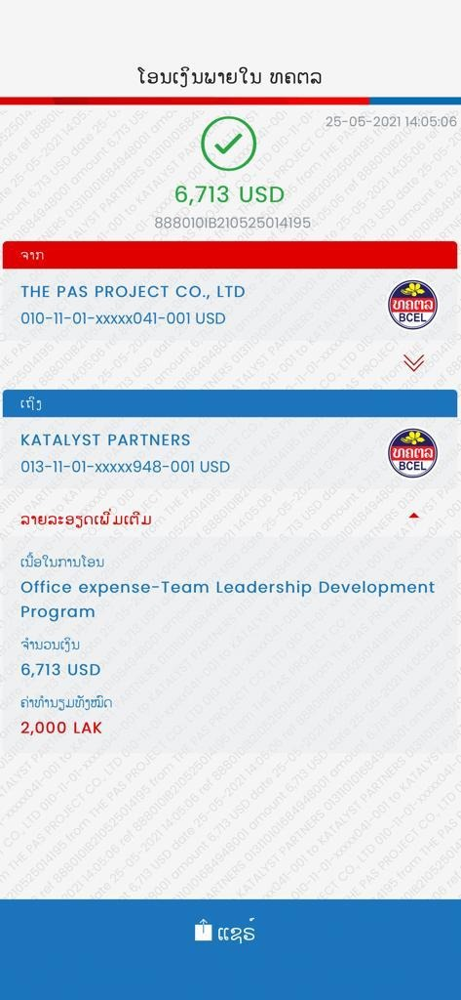 ໂອນເງິນພາຍໃນ ທຄຕລ
25-05-2021 14:05:06
6,713 USD
888010IB210525014195
ຈາກ
THE PAS PROJECT CO., LTD
010-11-01-xxxxx041-001 USD
ທຄຕລ
BCEL
ເຖິງ
KATALYST PARTNERS
013-11-01-xxxxx948-001 USD
ທຄຕລ
BCEL
ລາຍລະອຽດເພີ່ມເຕີມ
ເນື້ອໃນການໂອນ
Office expense-Team Leadership Development
Program
ຈຳນວນເງິນ
6,713 USD
ຄ່າທຳນຽມທັງໝົດ
2,000 LAK
ແຊຣ໌